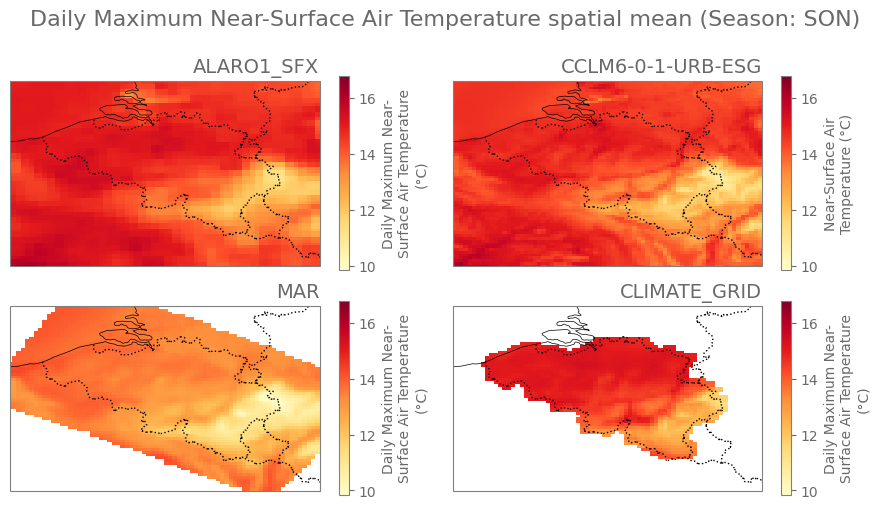 Daily Maximum Near-Surface Air Temperature spatial mean (Season: SON)
ALARO1_SFX
16
14
12
10
Daily Maximum Near-
Surface Air Temperature
(°C)
CCLM6-0-1-URB-ESG
16
14
12
10
Near-Surface Air
Temperature (°C)
MAR
16
14
12
10
Daily Maximum Near-
Surface Air Temperature
(°C)
CLIMATE_GRID
16
14
12
10
Daily Maximum Near-
Surface Air Temperature
(°C)